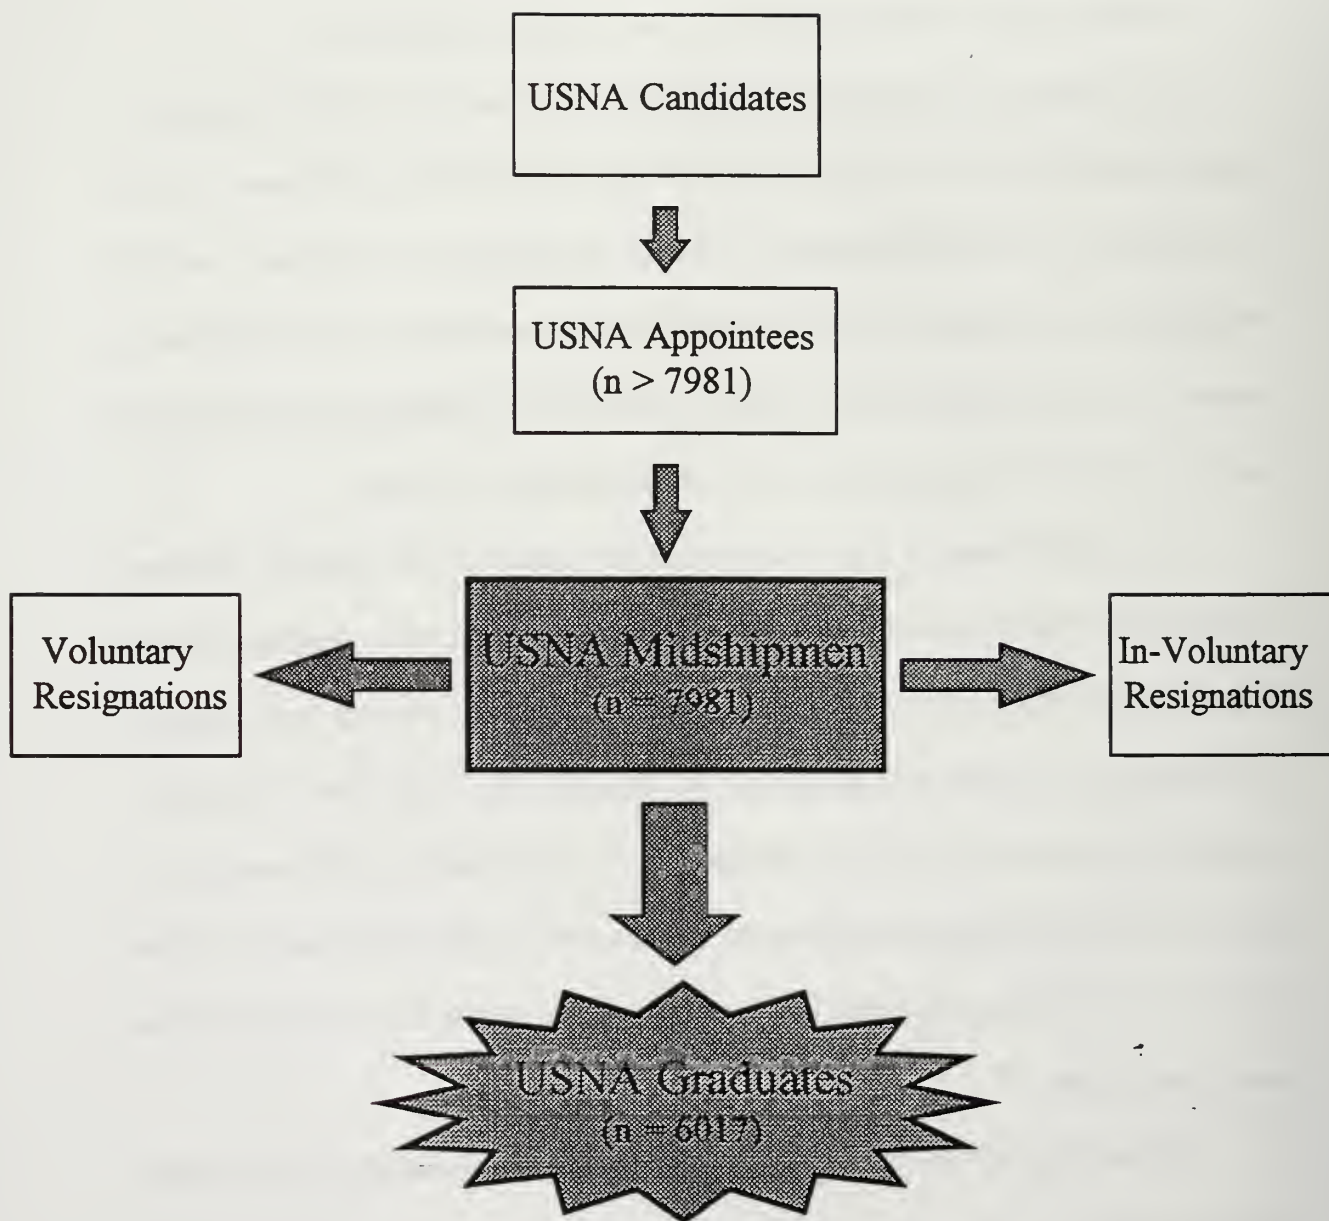 USNA Candidates
USNA Appointees
(n > 7981)
Voluntary
Resignations
USNA Midshipmen
(n = 7981)
In-Voluntary
Resignations
USNA Graduates
(n = 6017)